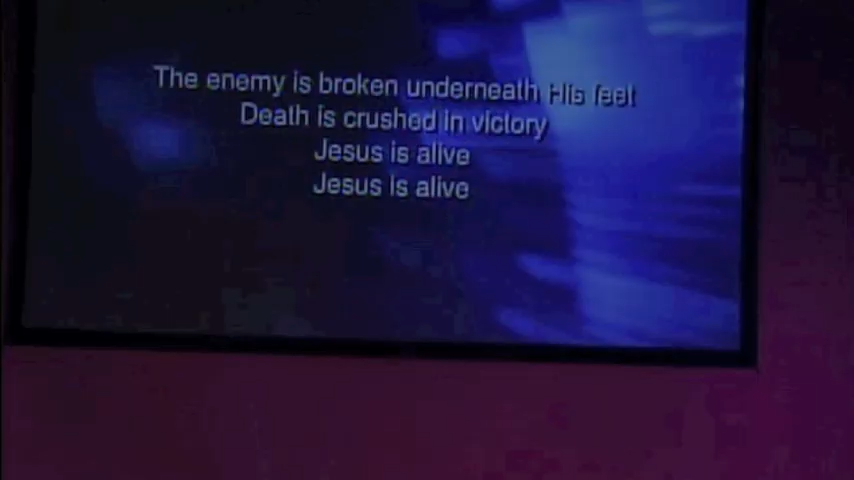 The enemy is broken underneath His feet
Death is crushed in victory
Jesus is alive
Jesus is alive